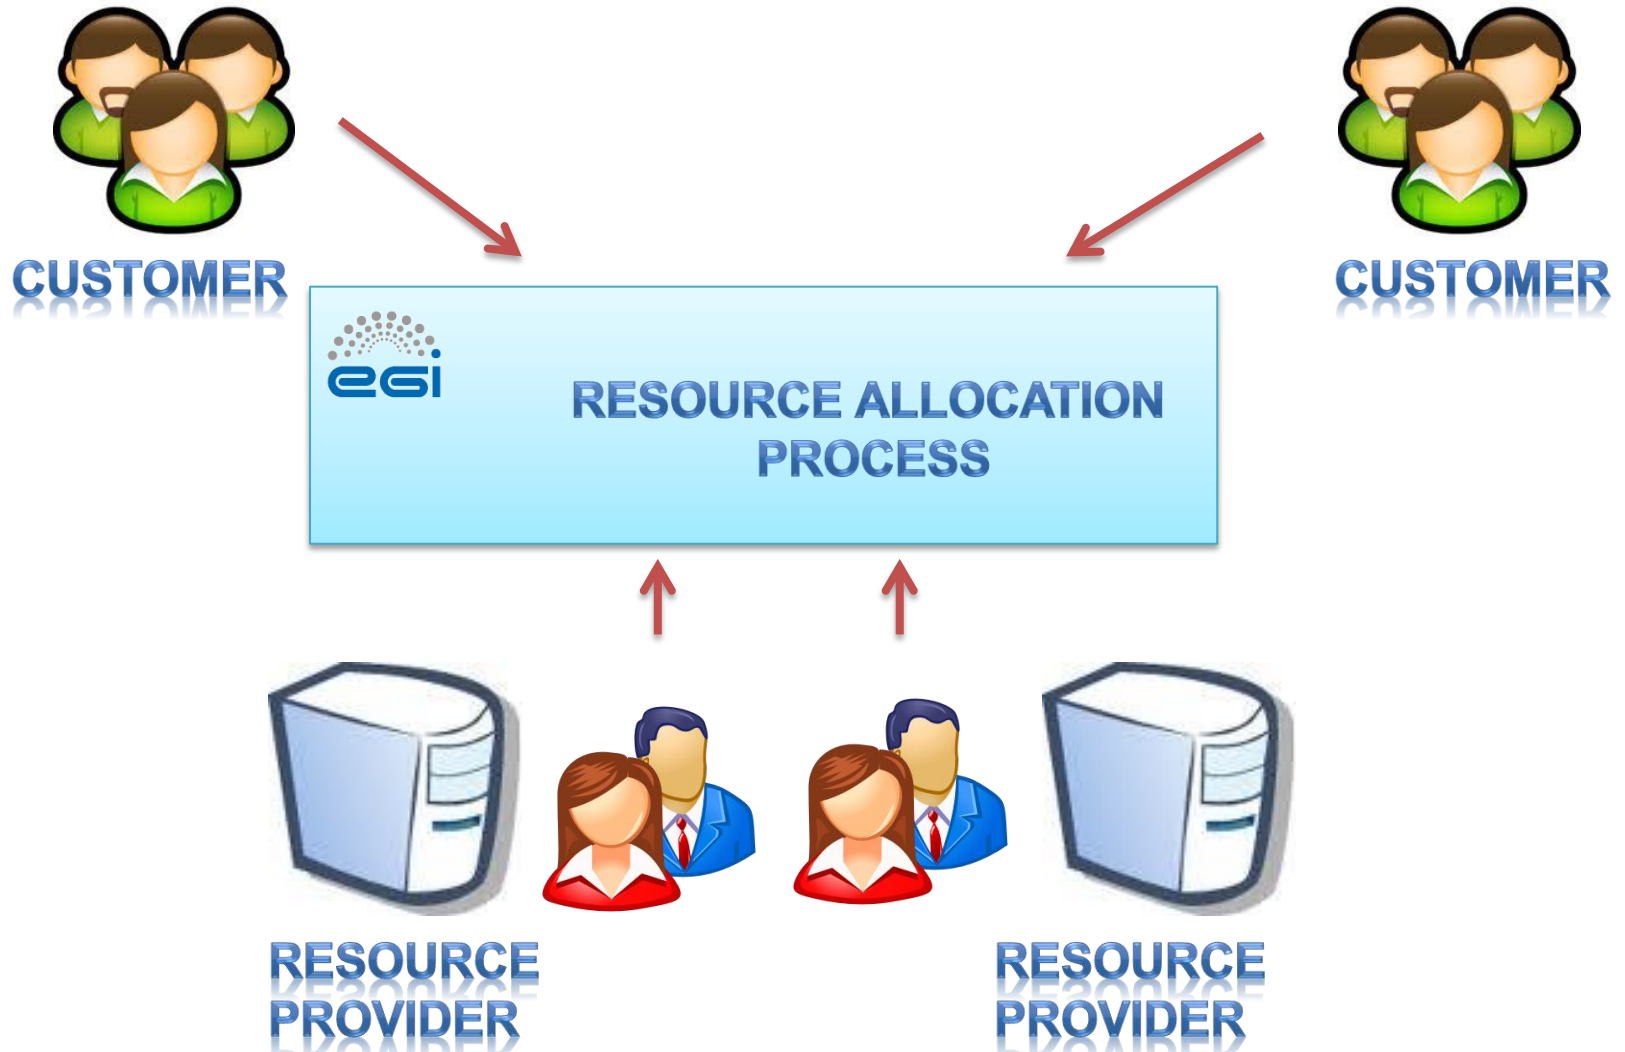 CUSTOMER
CUSTOMER
egi
RESOURCE ALLOCATION
PROCESS
RESOURCE
PROVIDER
RESOURCE
PROVIDER